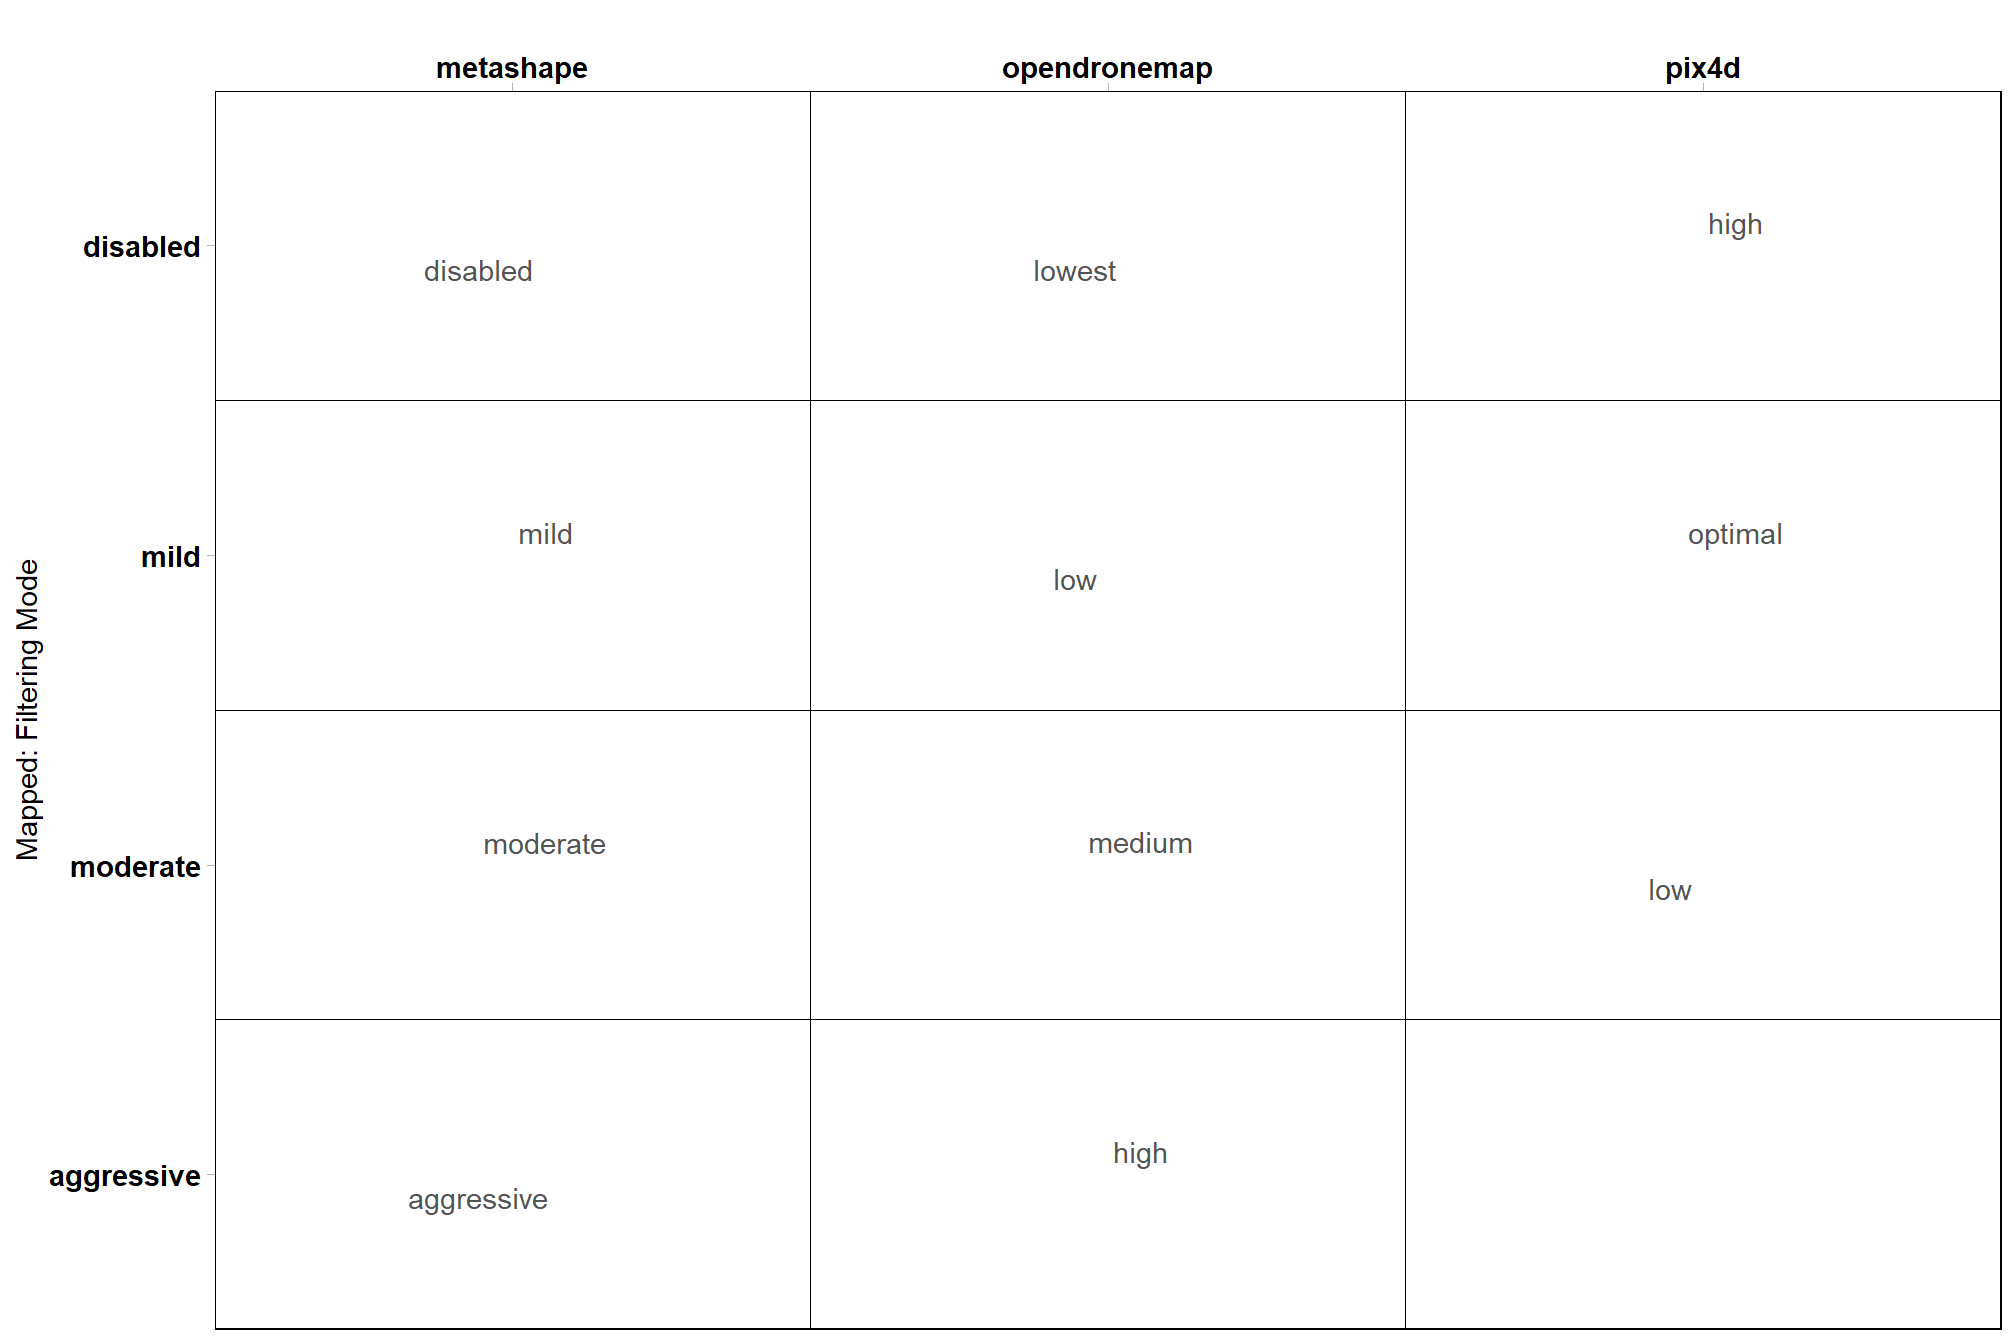 metashape opendronemap pix4d
disabled disabled lowest high
mild mild low optimal
moderate moderate medium low
aggressive aggressive high
Mapped: Filtering Mode